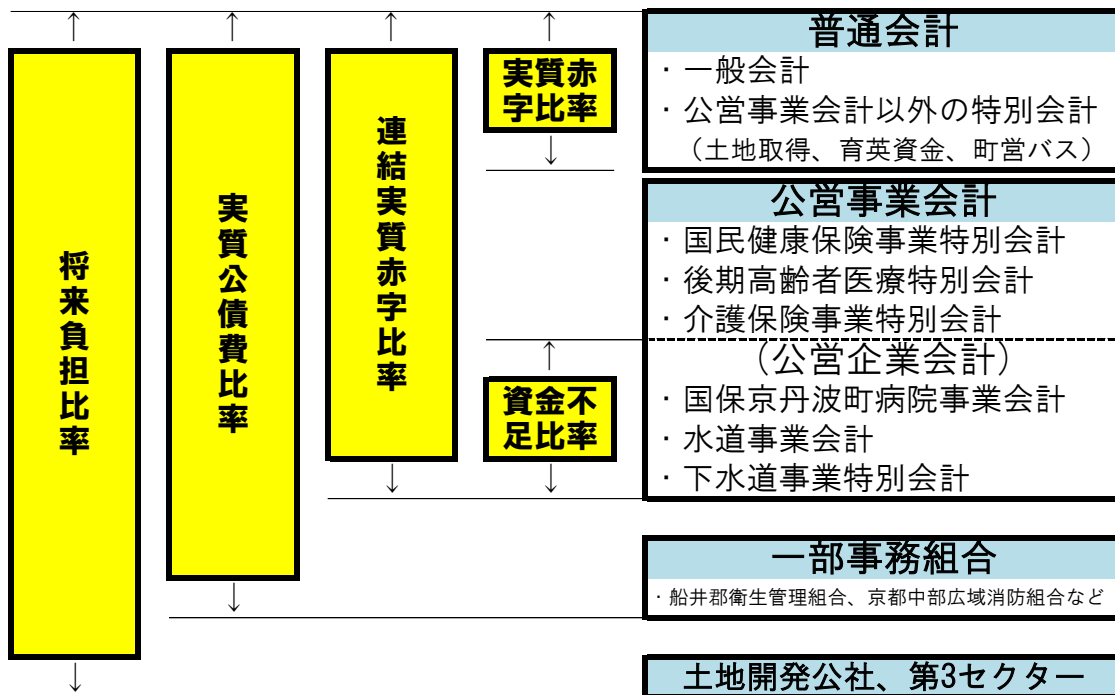 将来負担比率
実質公債費比率
連結実質赤字比率
実質赤
字比率
資金不
足比率
普通会計
・一般会計
・公営事業会計以外の特別会計
（土地取得、育英資金、町営バス）
公営事業会計
・国民健康保険事業特別会計
・後期高齢者医療特別会計
・介護保険事業特別会計
（公営企業会計）
・国保京丹波町病院事業会計
・水道事業会計
・下水道事業特別会計
一部事務組合
・船井郡衛生管理組合、京都中部広域消防組合など
土地開発公社、第3セクター